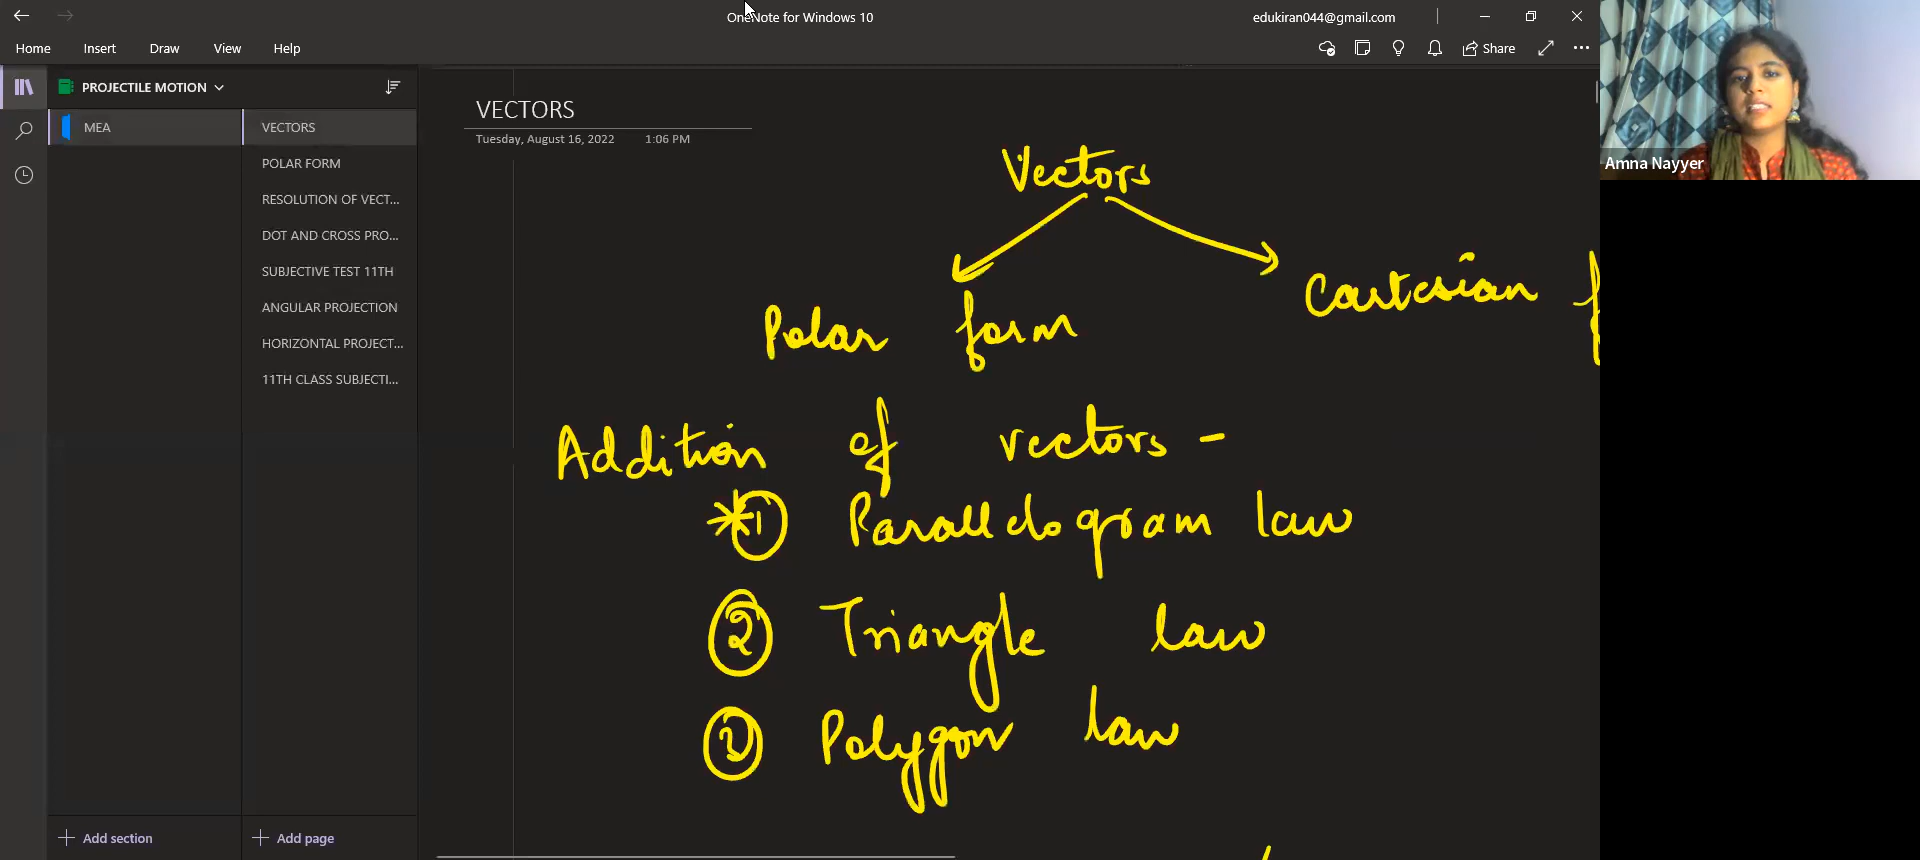 OneNote for Windows 10
edukiran044@gmail.com
Home Insert Draw View Help
Share
PROJECTILE MOTION
MEA
VECTORS
POLAR FORM
RESOLUTION OF VECT...
DOT AND CROSS PRO...
SUBJECTIVE TEST 11TH
ANGULAR PROJECTION
HORIZONTAL PROJECT...
11TH CLASS SUBJECTI...
Add section
Add page
VECTORS
Tuesday, August 16, 2022 1:06 PM
Vectors
Polar form
Cartesian f
Addition of vectors -
*① Parallelogram law
② Triangle law
Polygon law
Amna Nayyer